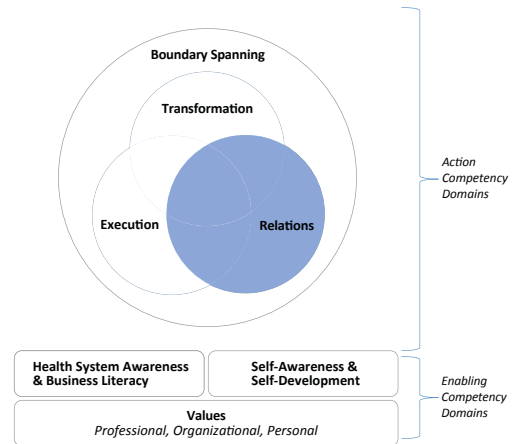 Boundary Spanning
Transformation
Execution
Relations
Action
Competency
Domains
Health System Awareness
& Business Literacy
Self-Awareness &
Self-Development
Values
Professional, Organizational, Personal
Enabling
Competency
Domains